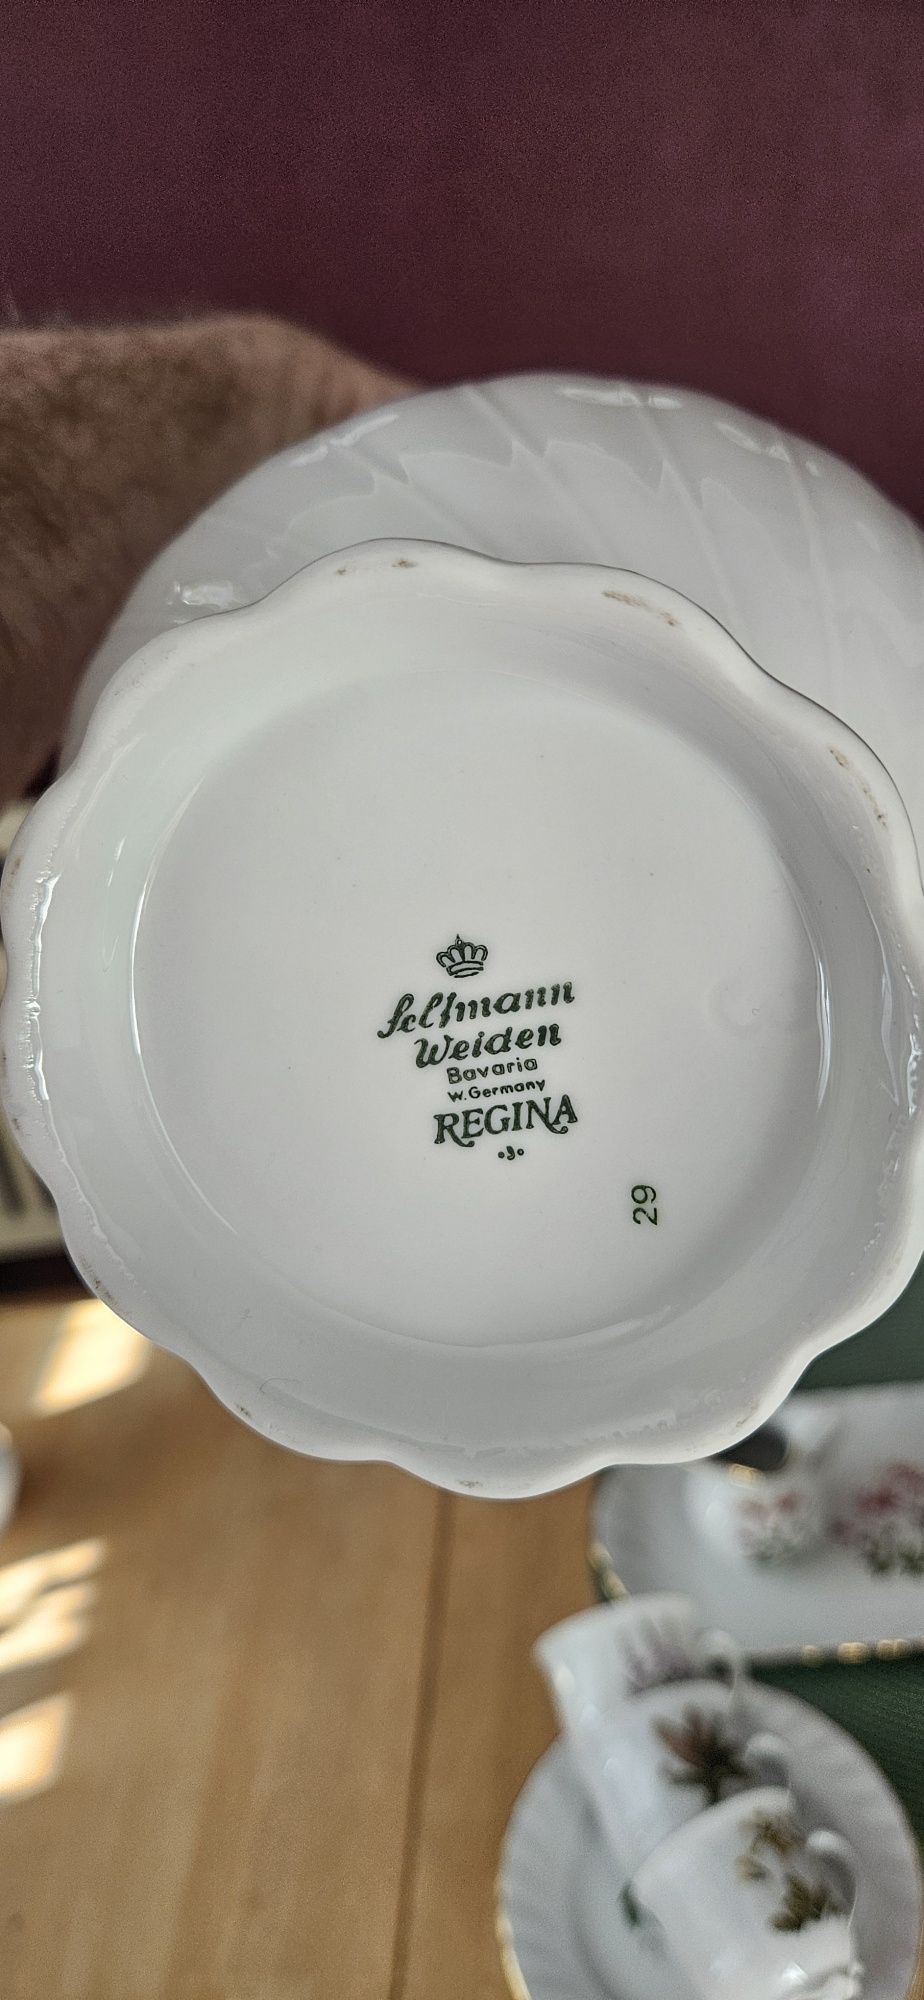 Seltmann
Weiden
Bavaria
W.Germany
REGINA
29